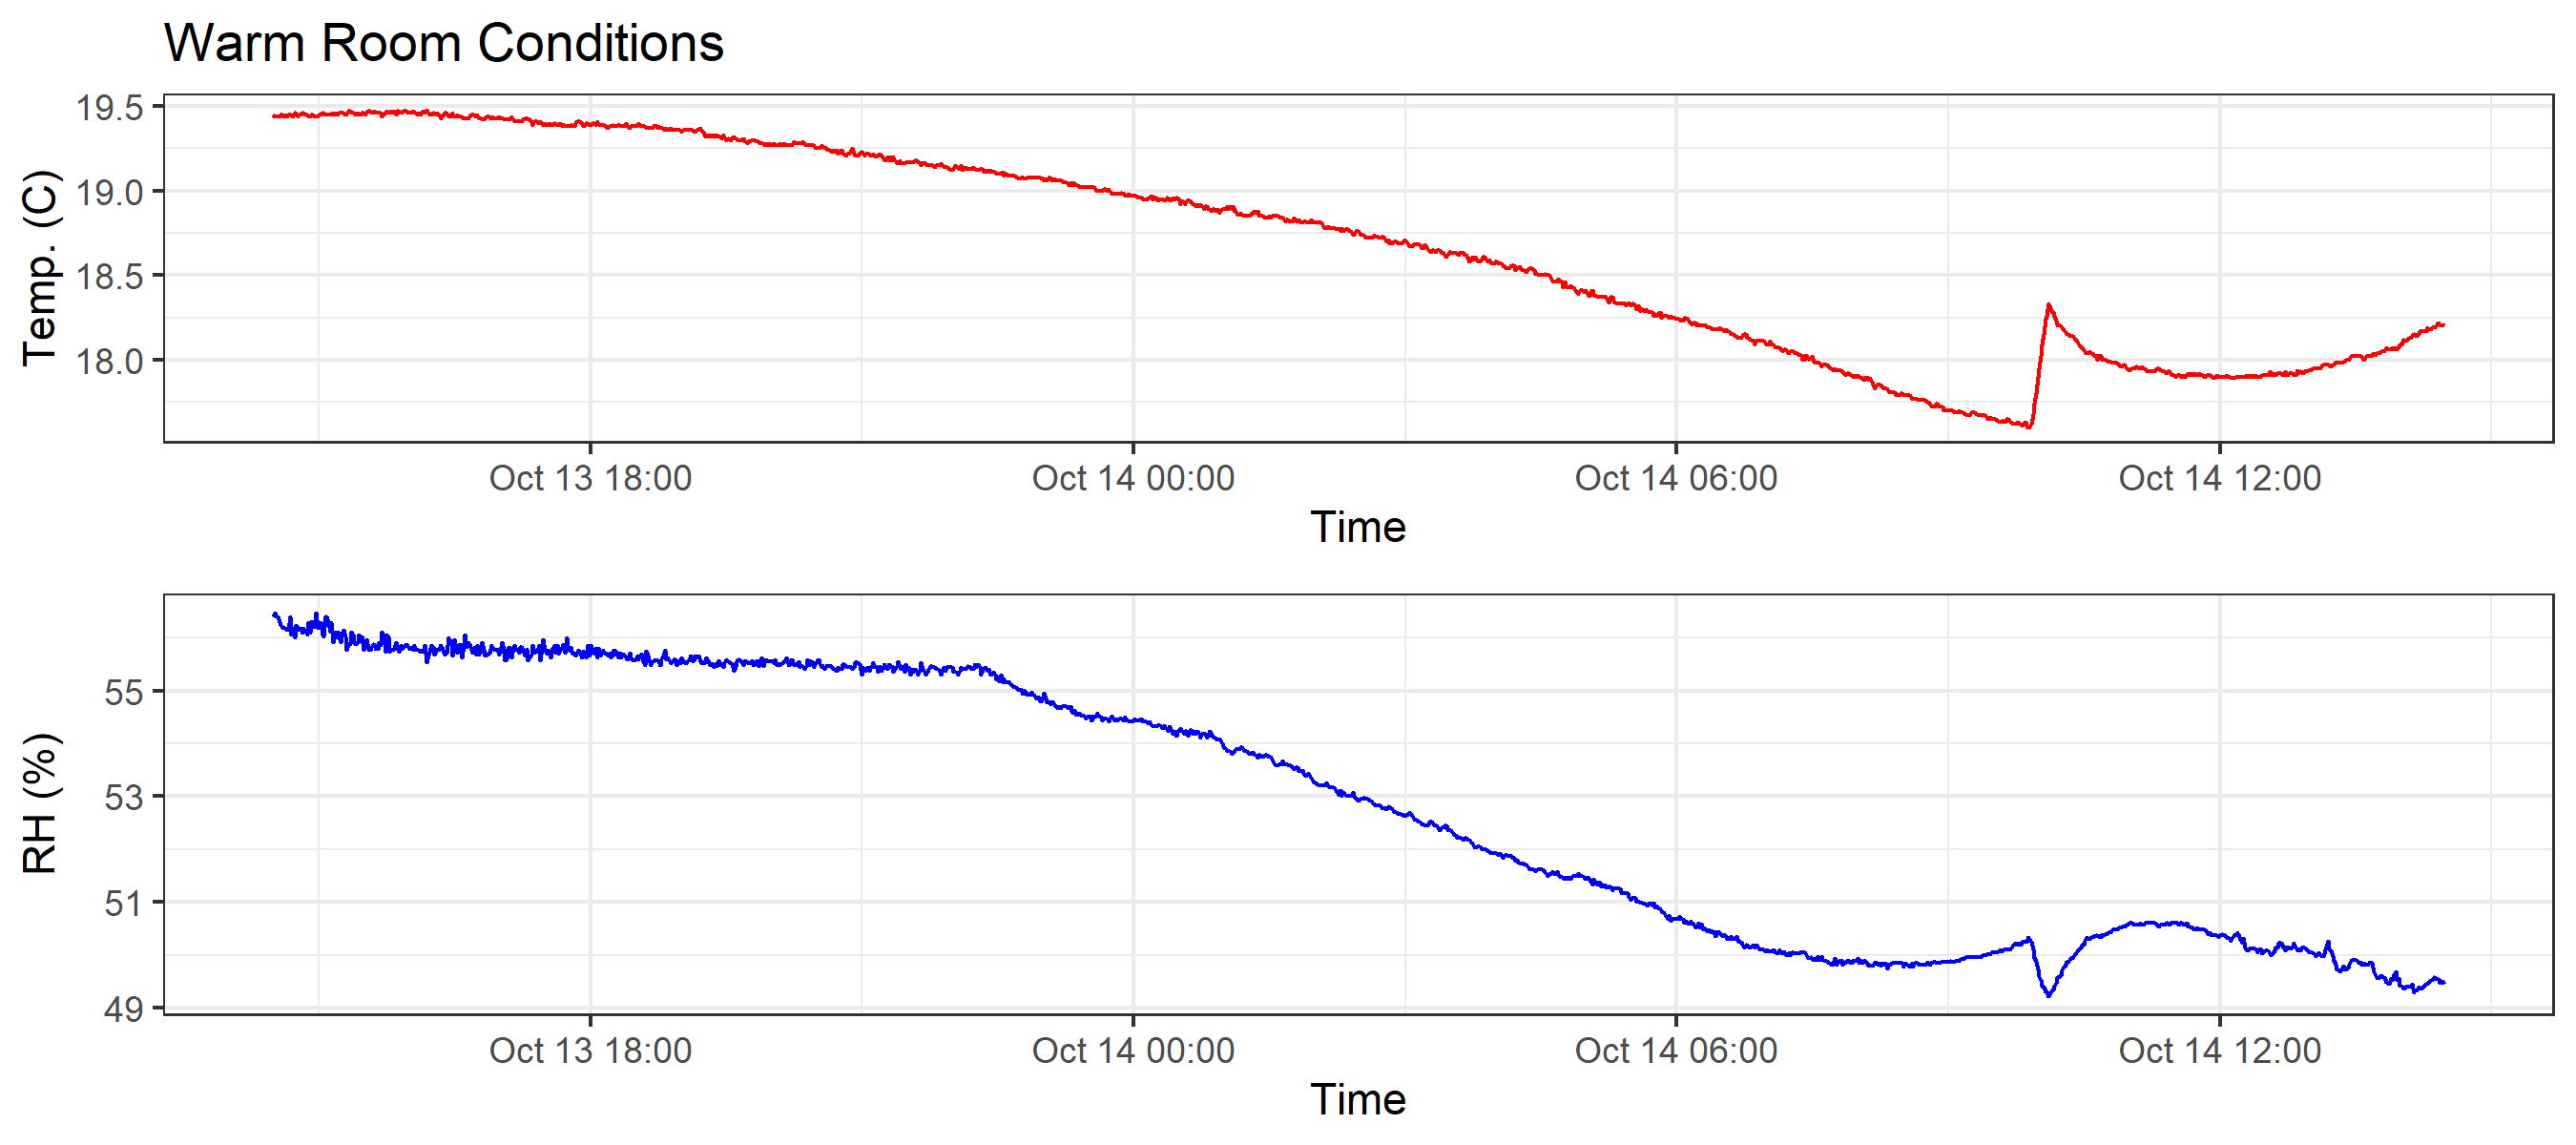 Warm Room Conditions
Temp. (C)
19.5
19.0
18.5
18.0
Oct 13 18:00 Oct 14 00:00 Oct 14 06:00 Oct 14 12:00
Time
RH (%)
55
53
51
49
Oct 13 18:00 Oct 14 00:00 Oct 14 06:00 Oct 14 12:00
Time